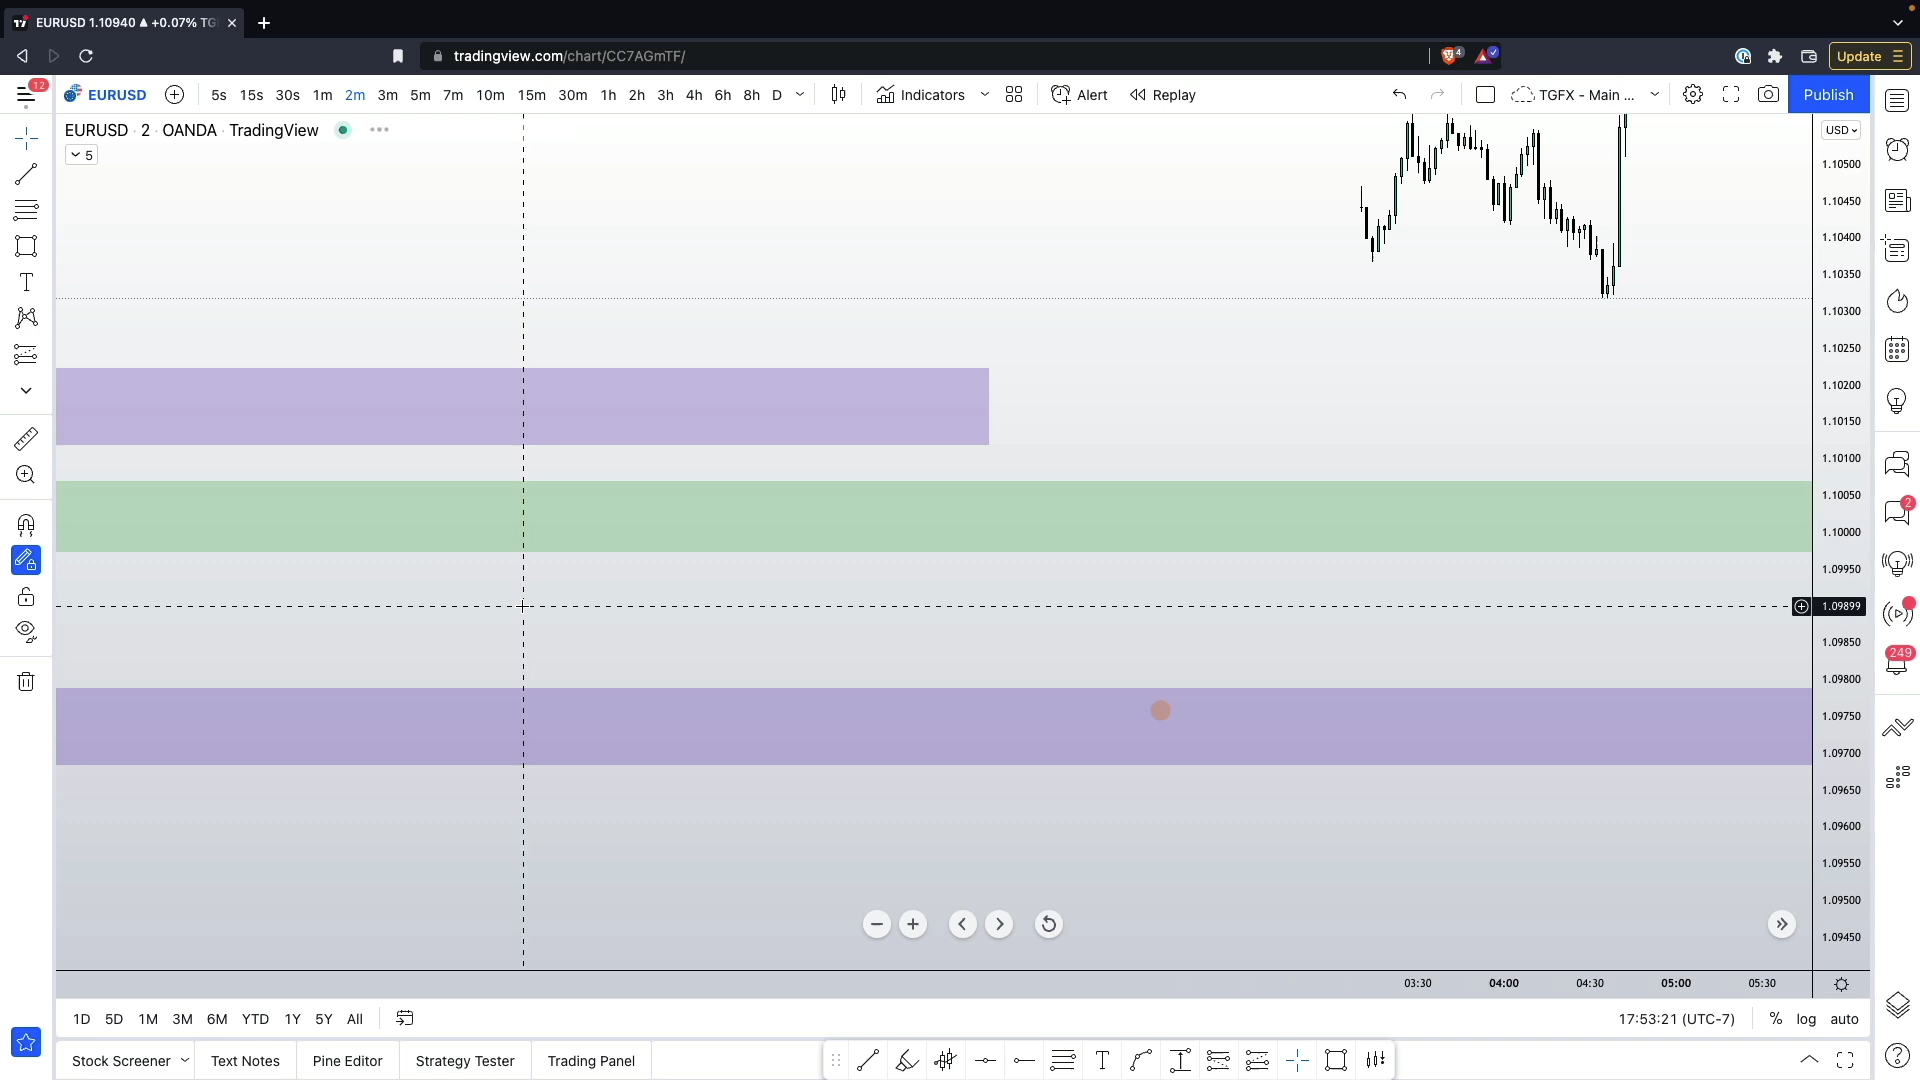 EURUSD 1.10940 ▲ +0.07% TG
tradingview.com/chart/CC7AGmTF/
4
Update
12
EURUSD
5s 15s 30s 1m 2m 3m 5m 7m 10m 15m 30m 1h 2h 3h 4h 6h 8h D
Indicators
Alert
Replay
TGFX - Main ...
Publish
EURUSD · 2 · OANDA · TradingView
5
USD
1.10500
1.10450
1.10400
1.10350
1.10300
1.10250
1.10200
1.10150
1.10100
1.10050
1.10000
1.09950
1.09899
1.09850
1.09800
1.09750
1.09700
1.09650
1.09600
1.09550
1.09500
1.09450
2
249
03:30 04:00 04:30 05:00 05:30
1D 5D 1M 3M 6M YTD 1Y 5Y All
17:53:21 (UTC-7)
% log auto
Stock Screener Text Notes Pine Editor Strategy Tester Trading Panel